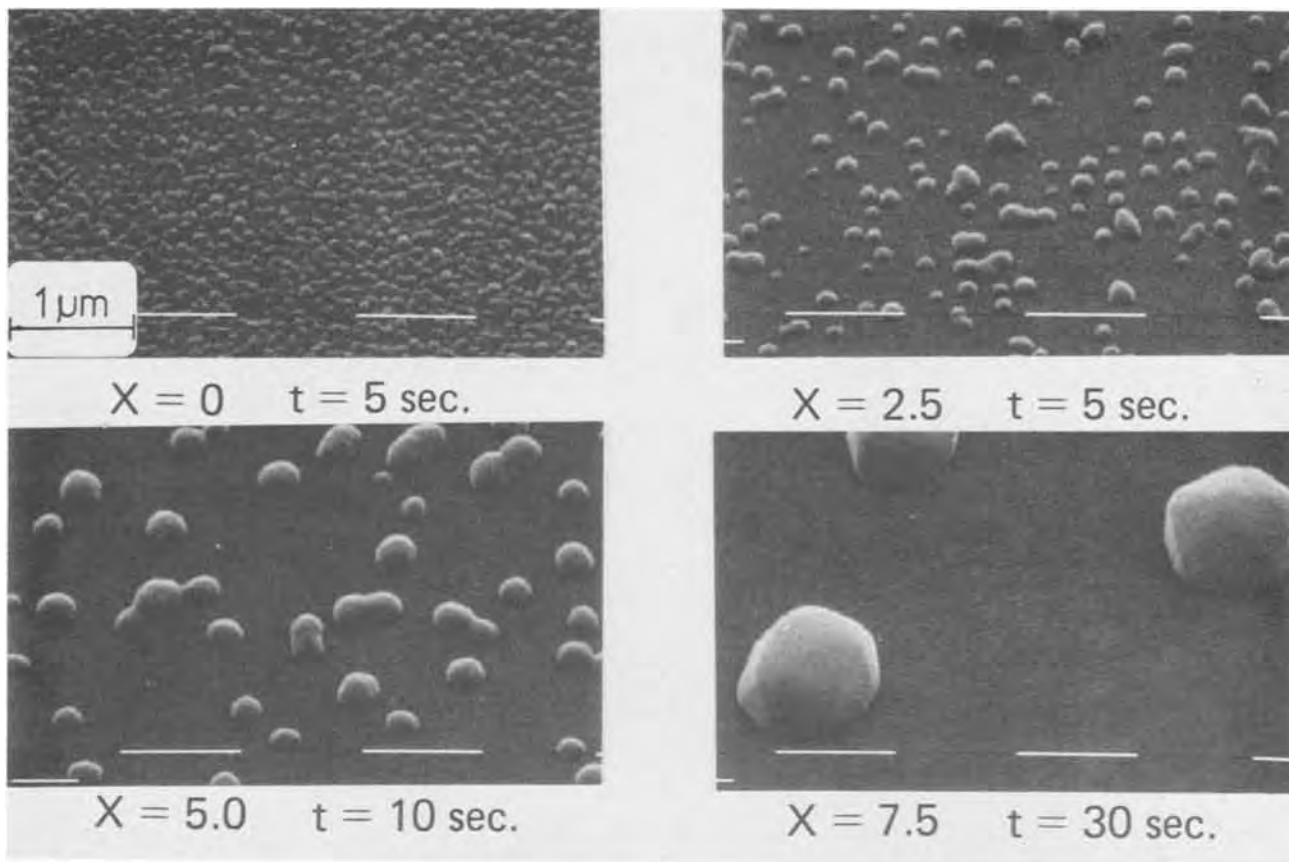 1 µm
X = 0 t = 5 sec.
X = 2.5 t = 5 sec.
X = 5.0 t = 10 sec.
X = 7.5 t = 30 sec.